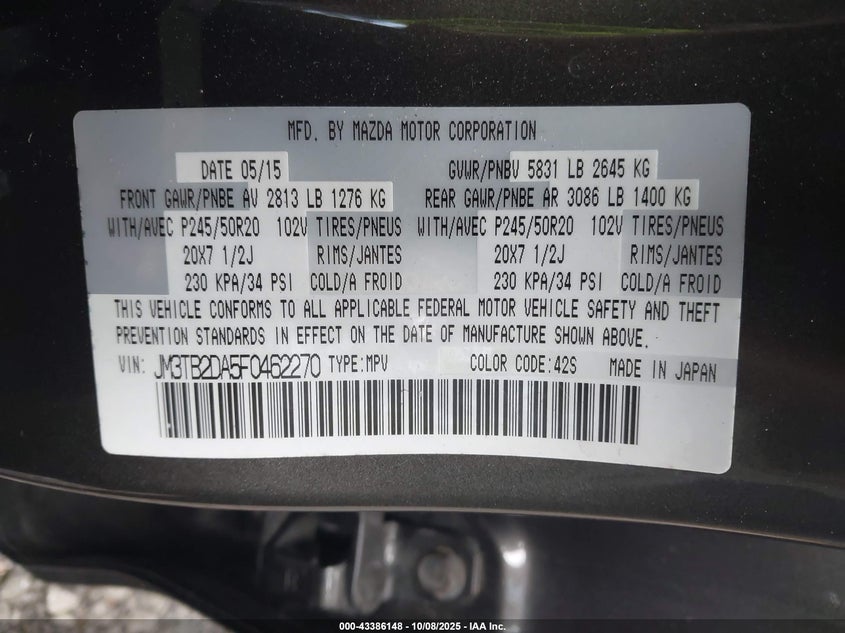 MFD. BY MAZDA MOTOR CORPORATION
DATE 05/15 GVWR/PNBV 5831 LB 2645 KG
FRONT GAWR/PNBE AV 2813 LB 1276 KG REAR GAWR/PNBE AR 3086 LB 1400 KG
WITH/AVEC P245/50R20 102V TIRES/PNEUS WITH/AVEC P245/50R20 102V TIRES/PNEUS
20X7 1/2J RIMS/JANTES 20X7 1/2J RIMS/JANTES
230 KPA/34 PSI COLD/A FROID 230 KPA/34 PSI COLD/A FROID
THIS VEHICLE CONFORMS TO ALL APPLICABLE FEDERAL MOTOR VEHICLE SAFETY AND THEFT
PREVENTION STANDARDS IN EFFECT ON THE DATE OF MANUFACTURE SHOWN ABOVE.
VIN: JM3TB2DA5F0462270 TYPE:MPV COLOR CODE:42S MADE IN JAPAN
000-43386148 - 10/08/2025 - IAA Inc.